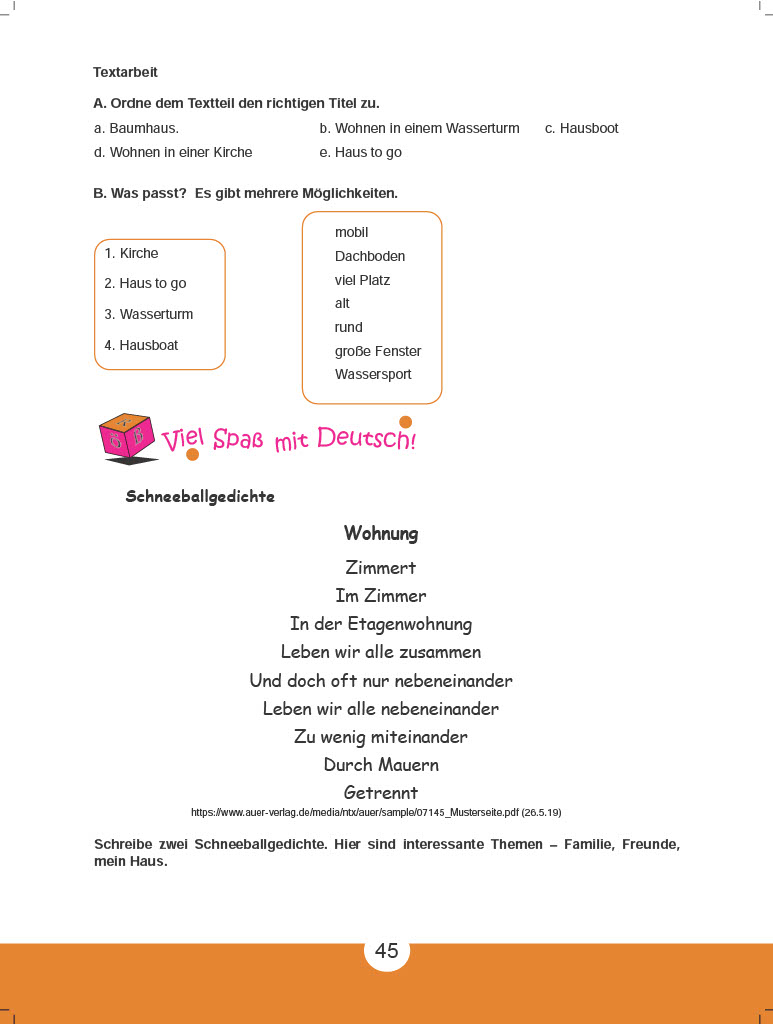 Textarbeit
A. Ordne dem Textteil den richtigen Titel zu.
a. Baumhaus. b. Wohnen in einem Wasserturm c. Hausboot
d. Wohnen in einer Kirche e. Haus to go
B. Was passt? Es gibt mehrere Möglichkeiten.
1. Kirche
2. Haus to go
3. Wasserturm
4. Hausboat
mobil
Dachboden
viel Platz
alt
rund
große Fenster
Wassersport
Viel Spaß mit Deutsch!
Schneeballgedichte
Wohnung
Zimmert
Im Zimmer
In der Etagenwohnung
Leben wir alle zusammen
Und doch oft nur nebeneinander
Leben wir alle nebeneinander
Zu wenig miteinander
Durch Mauern
Getrennt
https://www.auer-verlag.de/media/ntx/auer/sample/07145_Musterseite.pdf (26.5.19)
Schreibe zwei Schneeballgedichte. Hier sind interessante Themen – Familie, Freunde,
mein Haus.
45